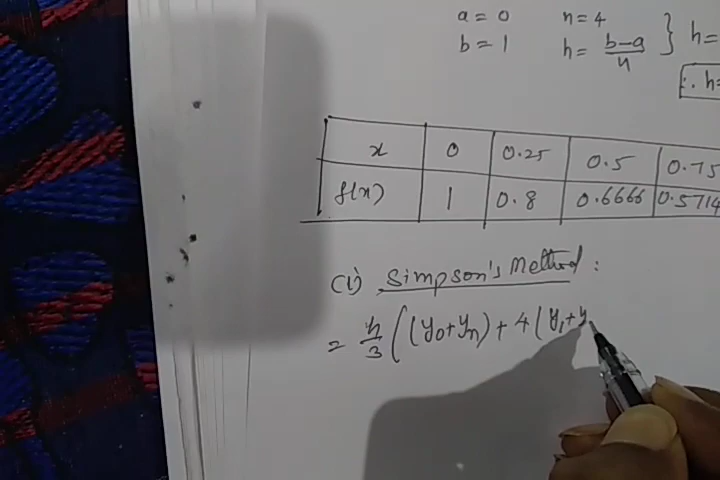 a = 0 n = 4
b = 1 h = b-a/n } h =
∴ h=
x 0 0.25 0.5 0.75
f(x) 1 0.8 0.6666 0.5714
(i) Simpson's Method :
= h/3 ( (y0+yn) + 4 ( y1+y